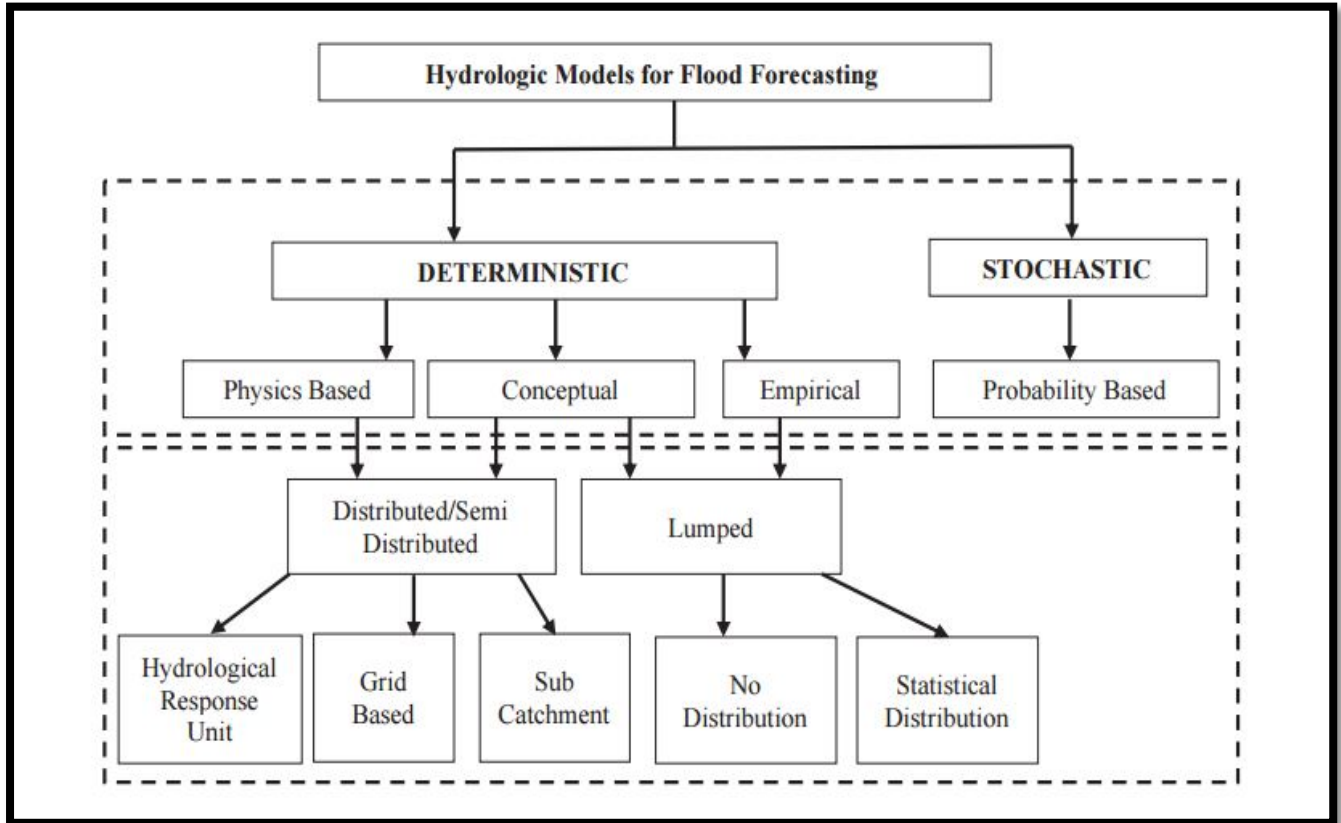 Hydrologic Models for Flood Forecasting
DETERMINISTIC
STOCHASTIC
Physics Based
Conceptual
Empirical
Probability Based
Distributed/Semi
Distributed
Lumped
Hydrological
Response
Unit
Grid
Based
Sub
Catchment
No
Distribution
Statistical
Distribution